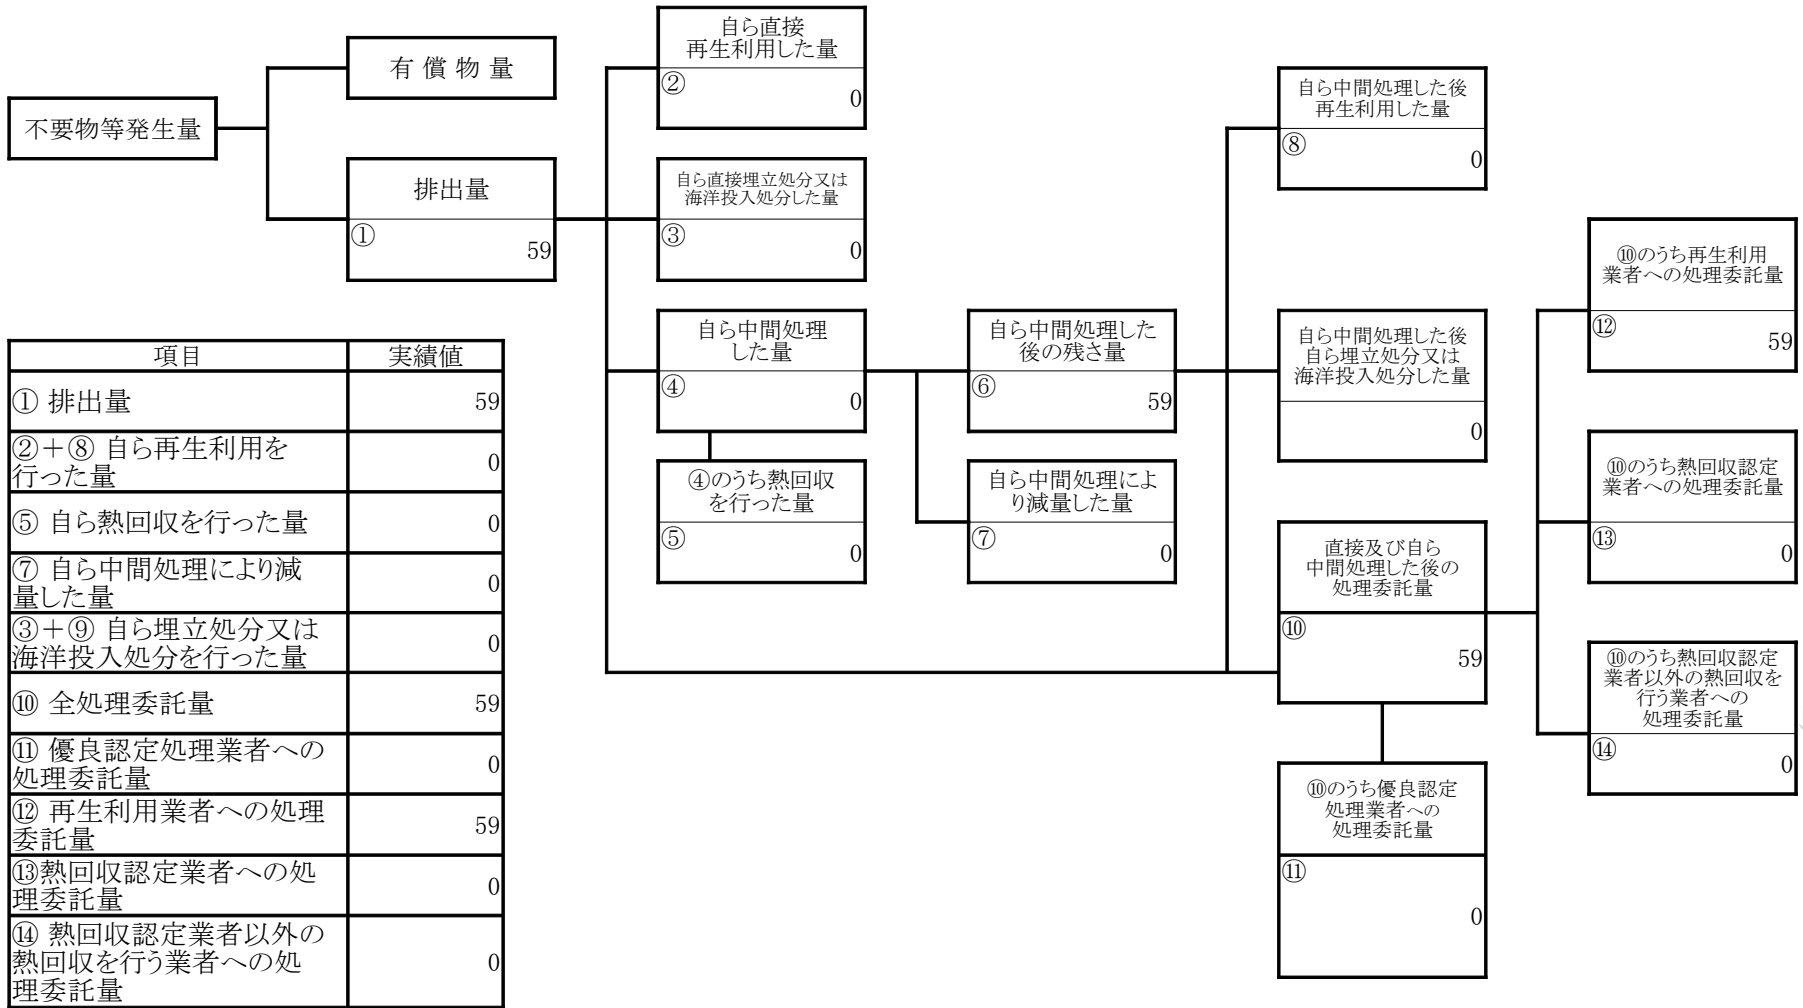 自ら直接
再生利用した量
②
0
有 償 物 量
不要物等発生量
自ら中間処理した後
再生利用した量
⑧
0
排出量
①
59
自ら直接埋立処分又は
海洋投入処分した量
③
0
⑩のうち再生利用
業者への処理委託量
⑫
59
自ら中間処理
した量
④
0
自ら中間処理した
後の残さ量
⑥
59
自ら中間処理した後
自ら埋立処分又は
海洋投入処分した量
0
④のうち熱回収
を行った量
⑤
0
自ら中間処理によ
り減量した量
⑦
0
⑩のうち熱回収認定
業者への処理委託量
⑬
0
直接及び自ら
中間処理した後の
処理委託量
⑩
59
⑩のうち熱回収認定
業者以外の熱回収を
行う業者への
処理委託量
⑭
0
⑩のうち優良認定
処理業者への
処理委託量
⑪
0
項目 実績値
① 排出量 59
②+⑧ 自ら再生利用を
行った量 0
⑤ 自ら熱回収を行った量 0
⑦ 自ら中間処理により減
量した量 0
③+⑨ 自ら埋立処分又は
海洋投入処分を行った量 0
⑩ 全処理委託量 59
⑪ 優良認定処理業者への
処理委託量 0
⑫ 再生利用業者への処理
委託量 59
⑬熱回収認定業者への処
理委託量 0
⑭ 熱回収認定業者以外の
熱回収を行う業者への処
理委託量 0